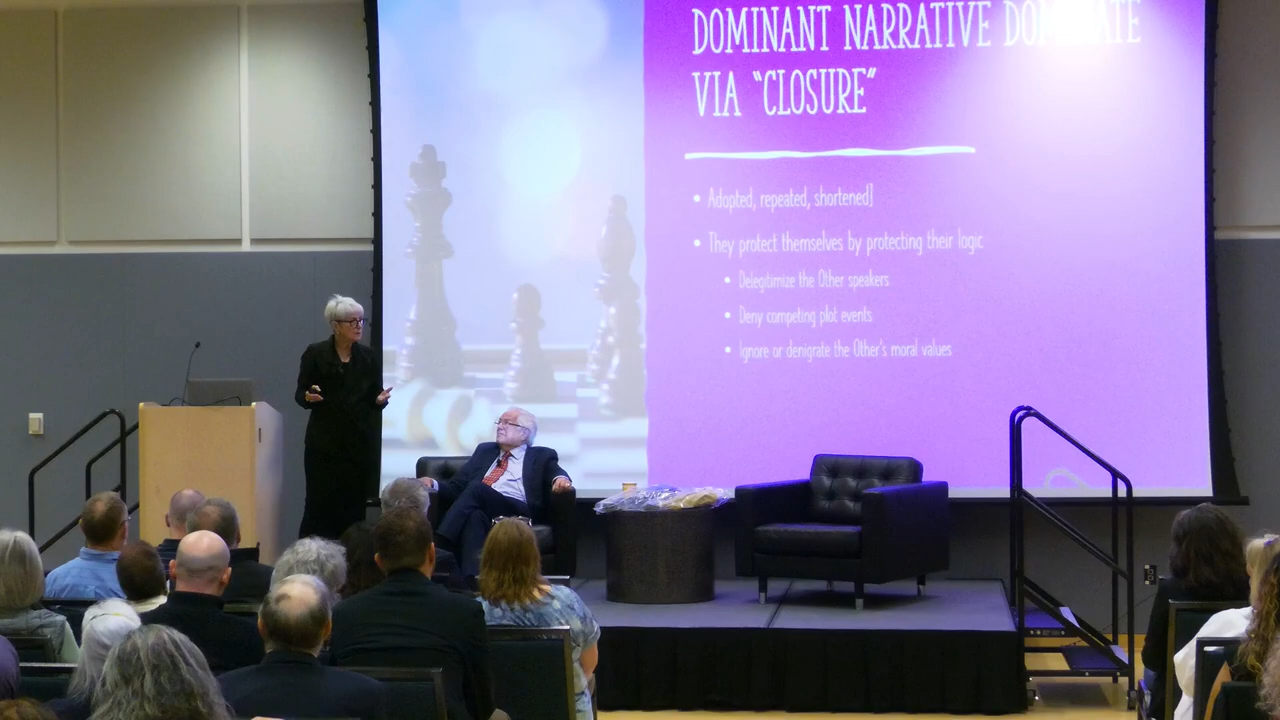 DOMINANT NARRATIVE DOMINATE
VIA “CLOSURE”
• Adopted, repeated, shortened]
• They protect themselves by protecting their logic
• Delegitimize the Other speakers
• Deny competing plot events
• Ignore or denigrate the Other's moral values